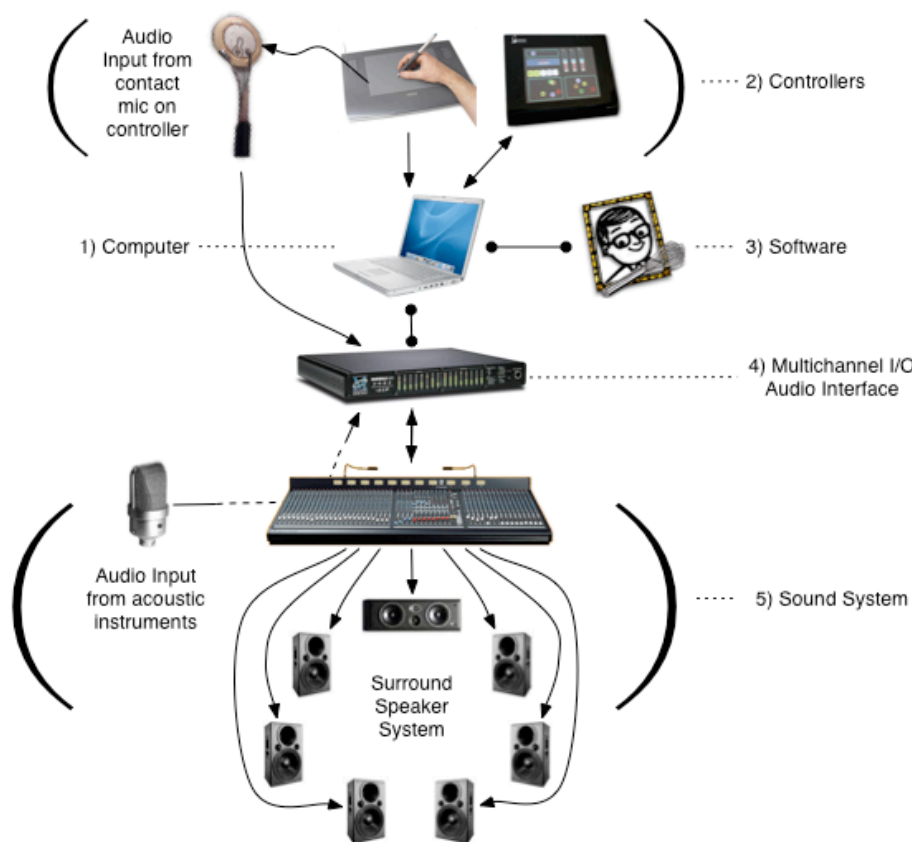 Audio
Input from
contact
mic on
controller
2) Controllers
1) Computer
3) Software
4) Multichannel I/O
Audio Interface
Audio Input
from acoustic
instruments
5) Sound System
Surround
Speaker
System